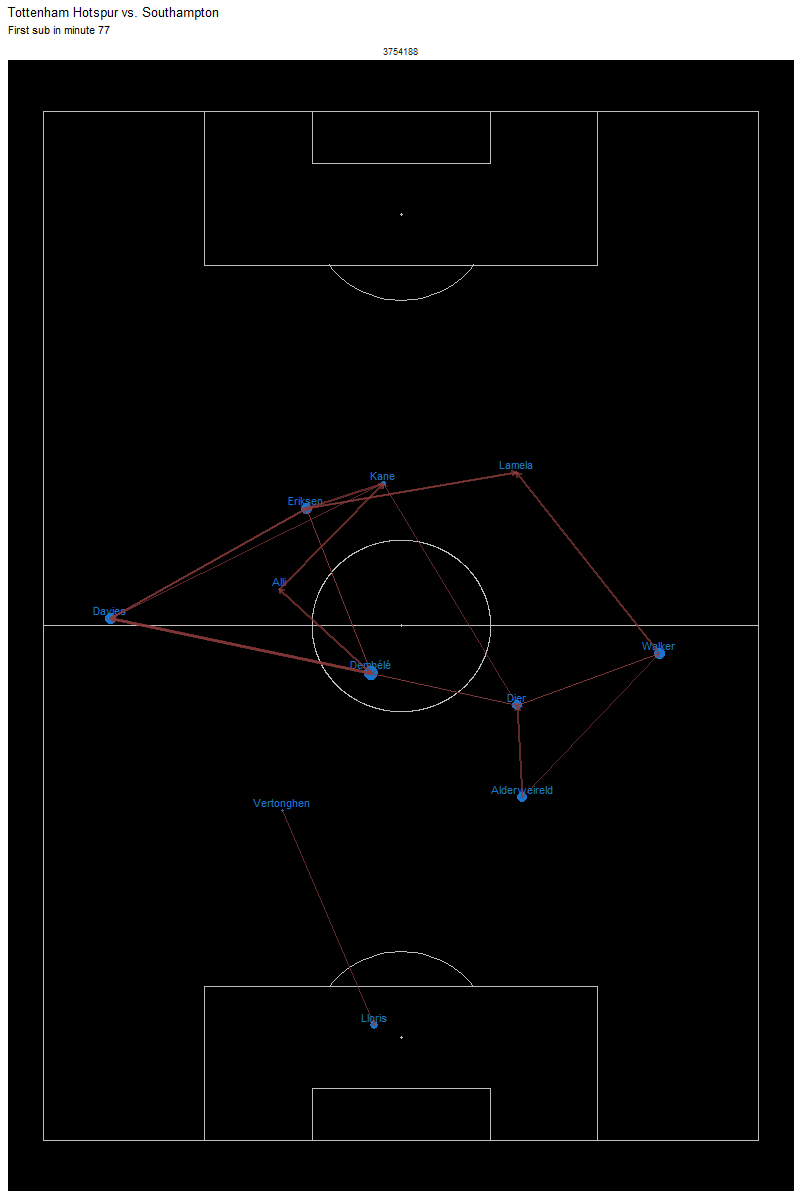 Tottenham Hotspur vs. Southampton
First sub in minute 77
3754188
Lamela
Kane
Eriksen
Alli
Davies
Walker
Dembélé
Dier
Alderweireld
Vertonghen
Lloris